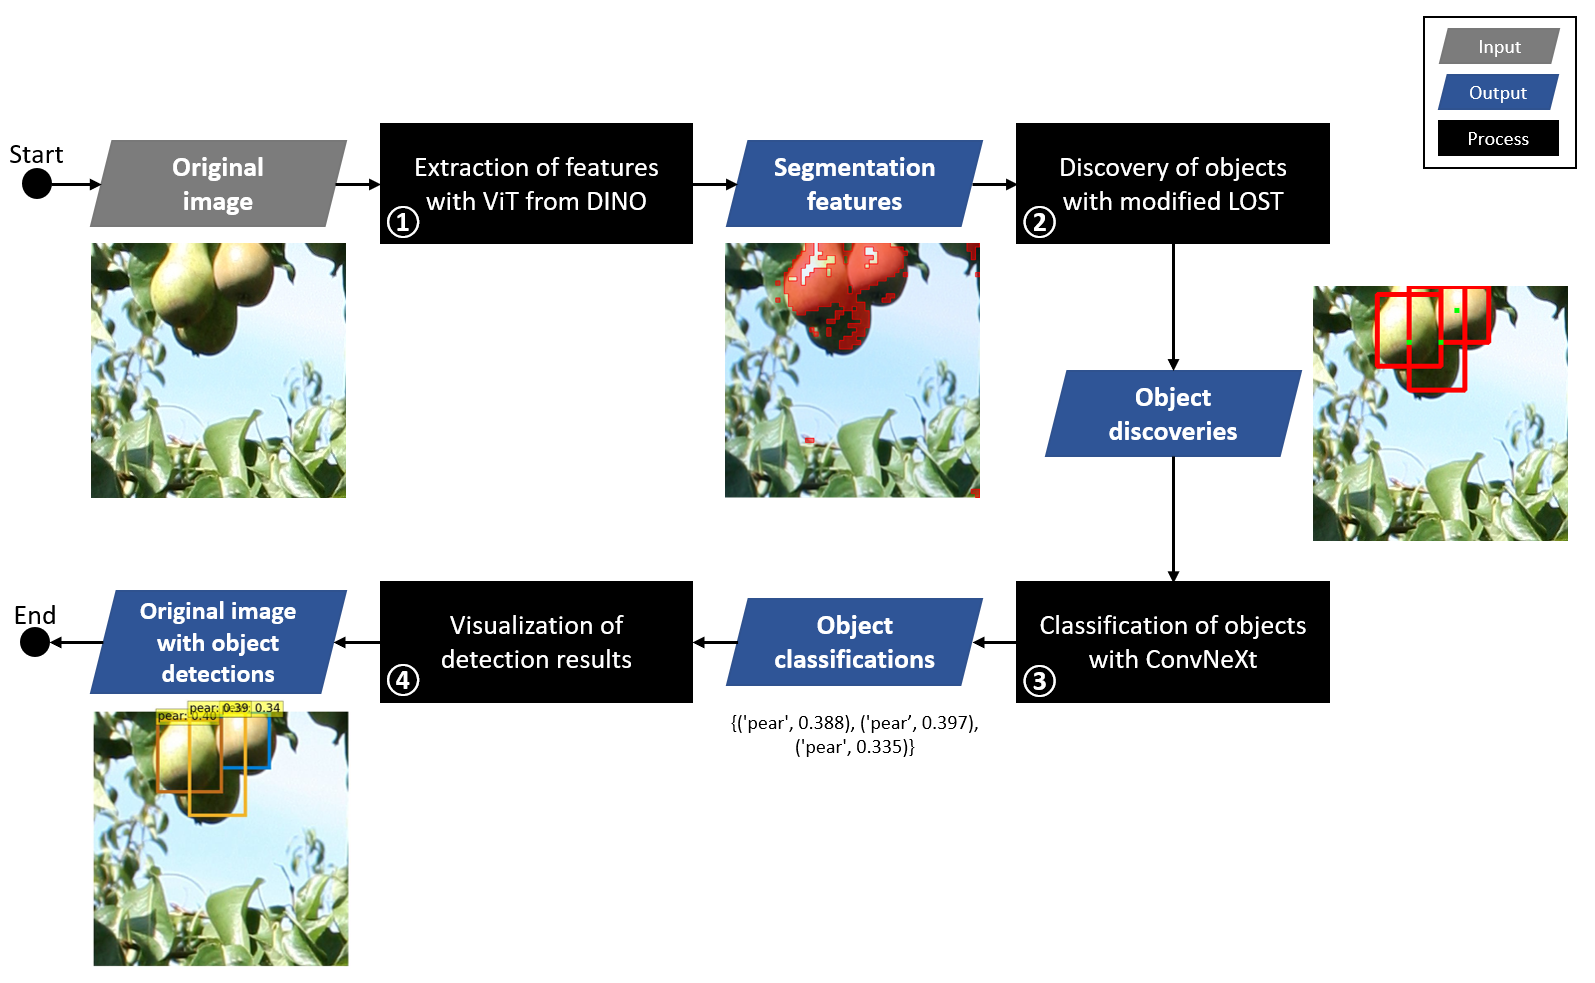 Input
Output
Process
Start
Original
image
Extraction of features
with ViT from DINO
①
Segmentation
features
Discovery of objects
with modified LOST
②
Object
discoveries
Classification of objects
with ConvNeXt
③
Object
classifications
{('pear', 0.388), ('pear’, 0.397),
('pear', 0.335)}
Visualization of
detection results
④
Original image
with object
detections
End
pear: 0.39
0.34
pear: 0.40